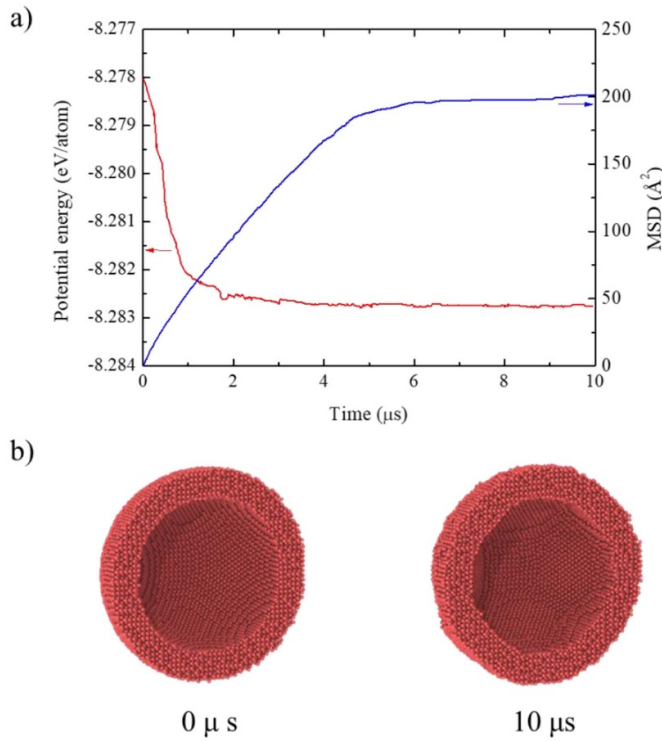 a)
-8.277
-8.278
-8.279
-8.280
-8.281
-8.282
-8.283
-8.284
Potential energy (eV/atom)
250
200
150
100
50
0
MSD (Å²)
0 2 4 6 8 10
Time (μs)
b)
0 μ s 10 μs